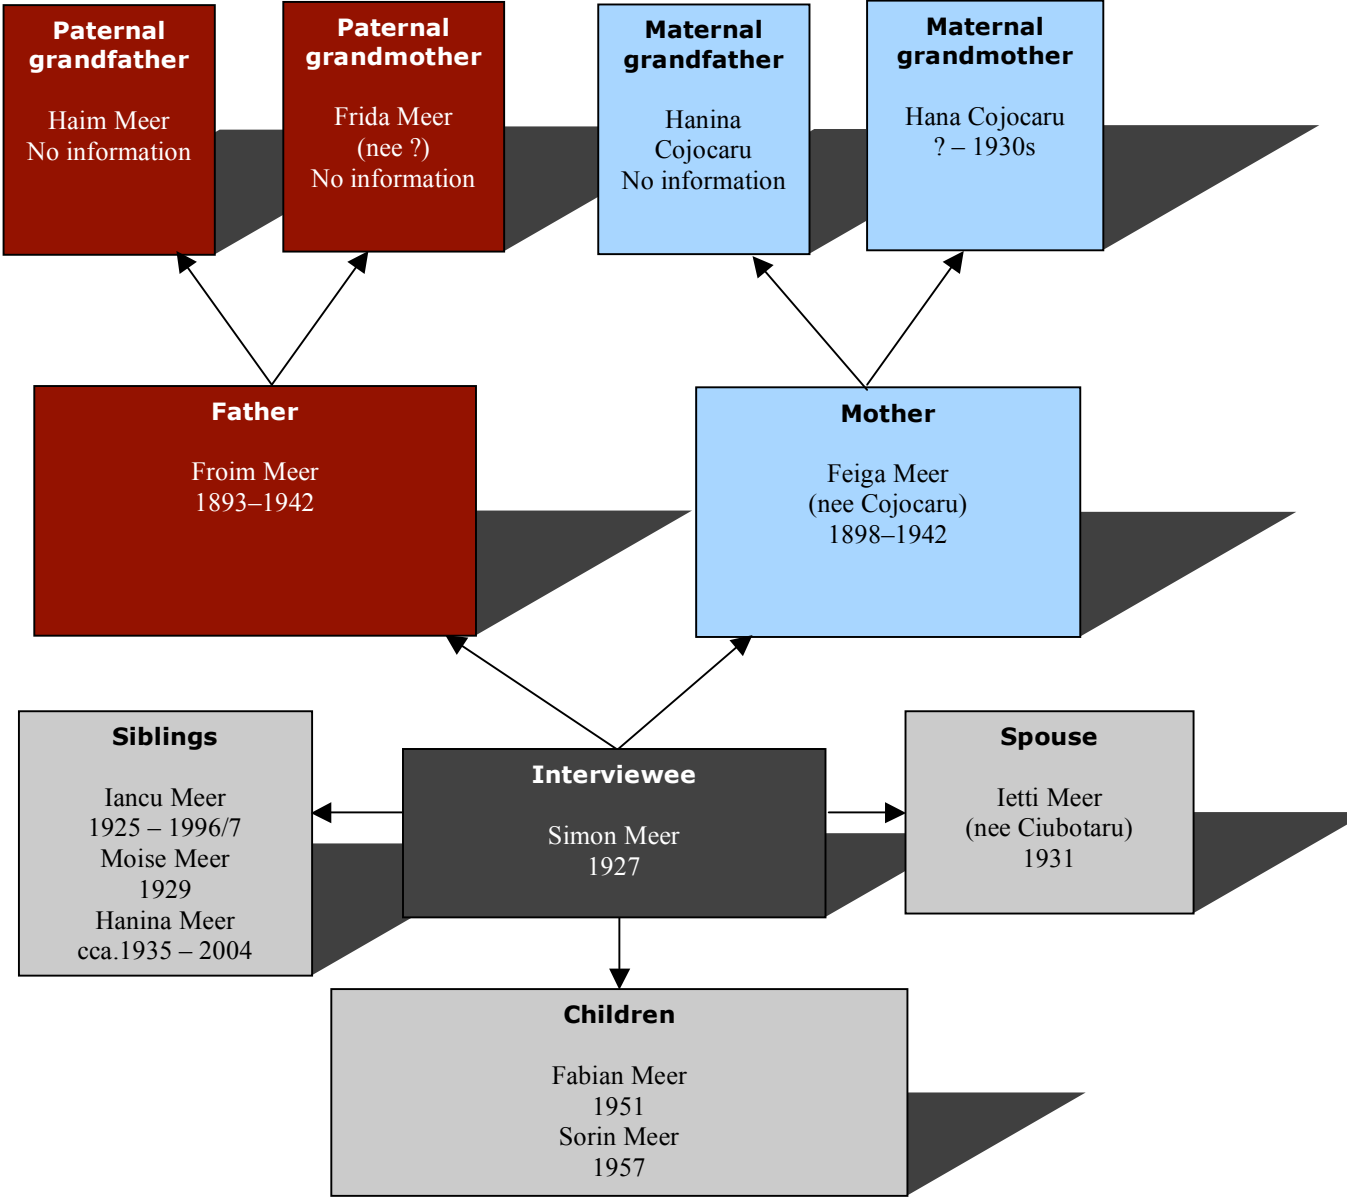 Paternal
grandfather
Haim Meer
No information
Paternal
grandmother
Frida Meer
(nee ?)
No information
Maternal
grandfather
Hanina
Cojocaru
No information
Maternal
grandmother
Hana Cojocaru
? – 1930s
Father
Froim Meer
1893–1942
Mother
Feiga Meer
(nee Cojocaru)
1898–1942
Siblings
Iancu Meer
1925 – 1996/7
Moise Meer
1929
Hanina Meer
cca.1935 – 2004
Interviewee
Simon Meer
1927
Spouse
Ietti Meer
(nee Ciubotaru)
1931
Children
Fabian Meer
1951
Sorin Meer
1957